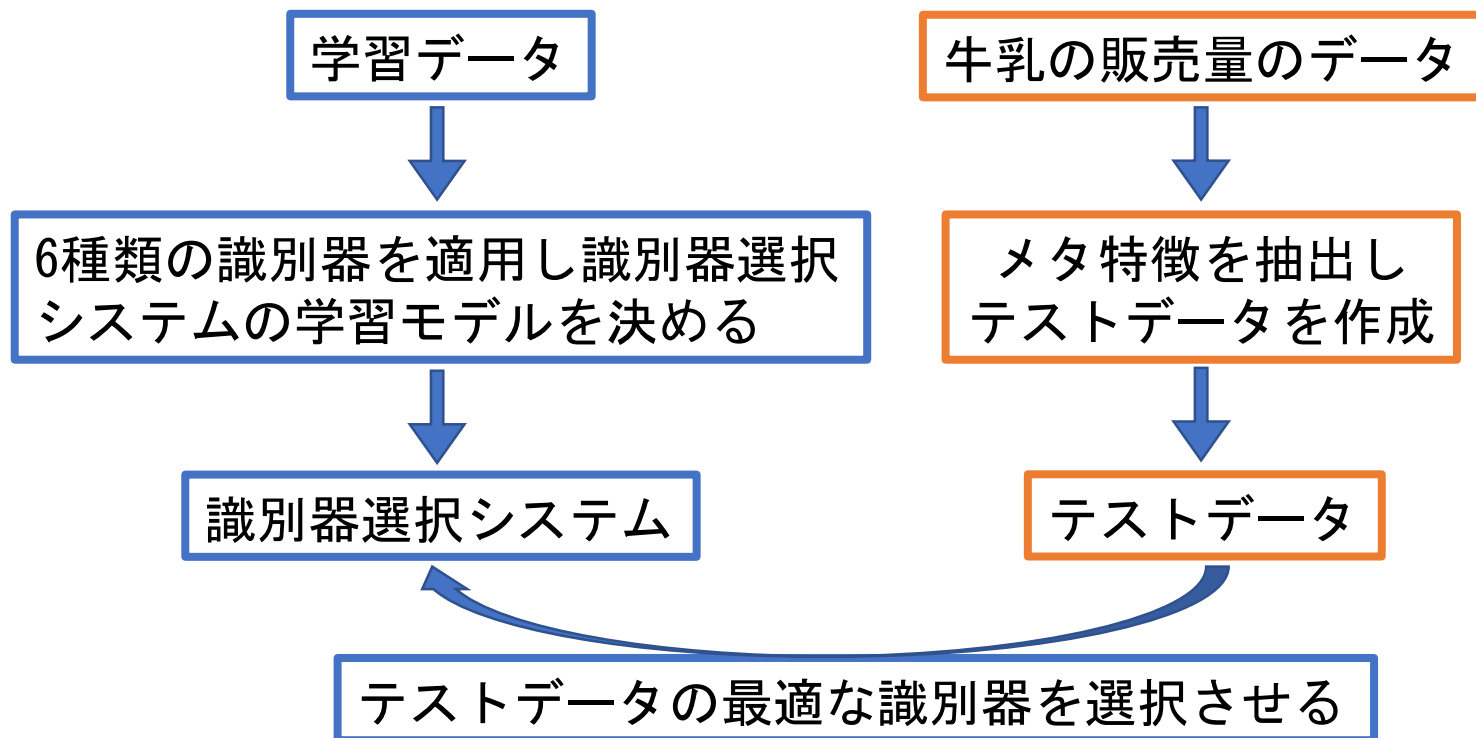 学習データ
牛乳の販売量のデータ
6種類の識別器を適用し識別器選択
システムの学習モデルを決める
メタ特徴を抽出し
テストデータを作成
識別器選択システム
テストデータ
テストデータの最適な識別器を選択させる